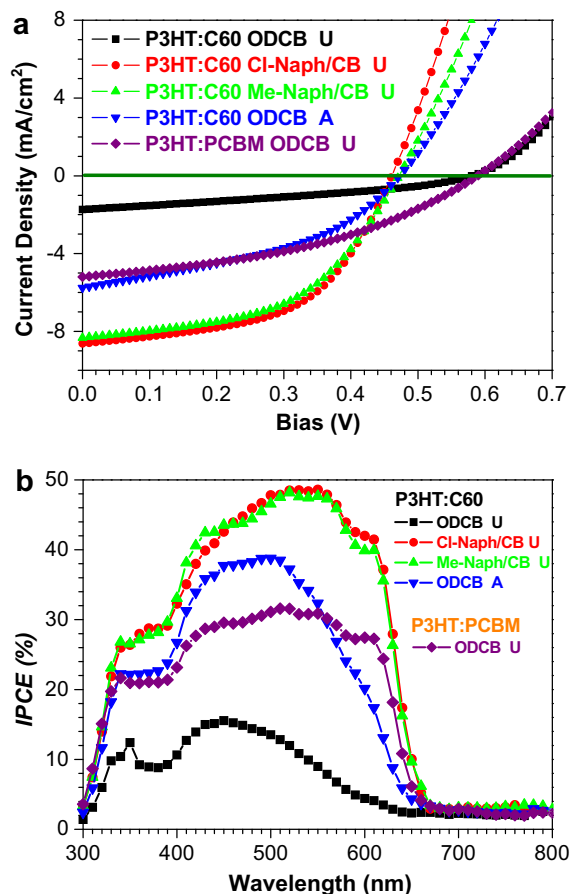 a
P3HT:C60 ODCB U
P3HT:C60 Cl-Naph/CB U
P3HT:C60 Me-Naph/CB U
P3HT:C60 ODCB A
P3HT:PCBM ODCB U
8
4
0
-4
-8
Current Density (mA/cm²)
0.0 0.1 0.2 0.3 0.4 0.5 0.6 0.7
Bias (V)
b
P3HT:C60
ODCB U
Cl-Naph/CB U
Me-Naph/CB U
ODCB A
P3HT:PCBM
ODCB U
50
40
30
20
10
0
IPCE (%)
300 400 500 600 700 800
Wavelength (nm)